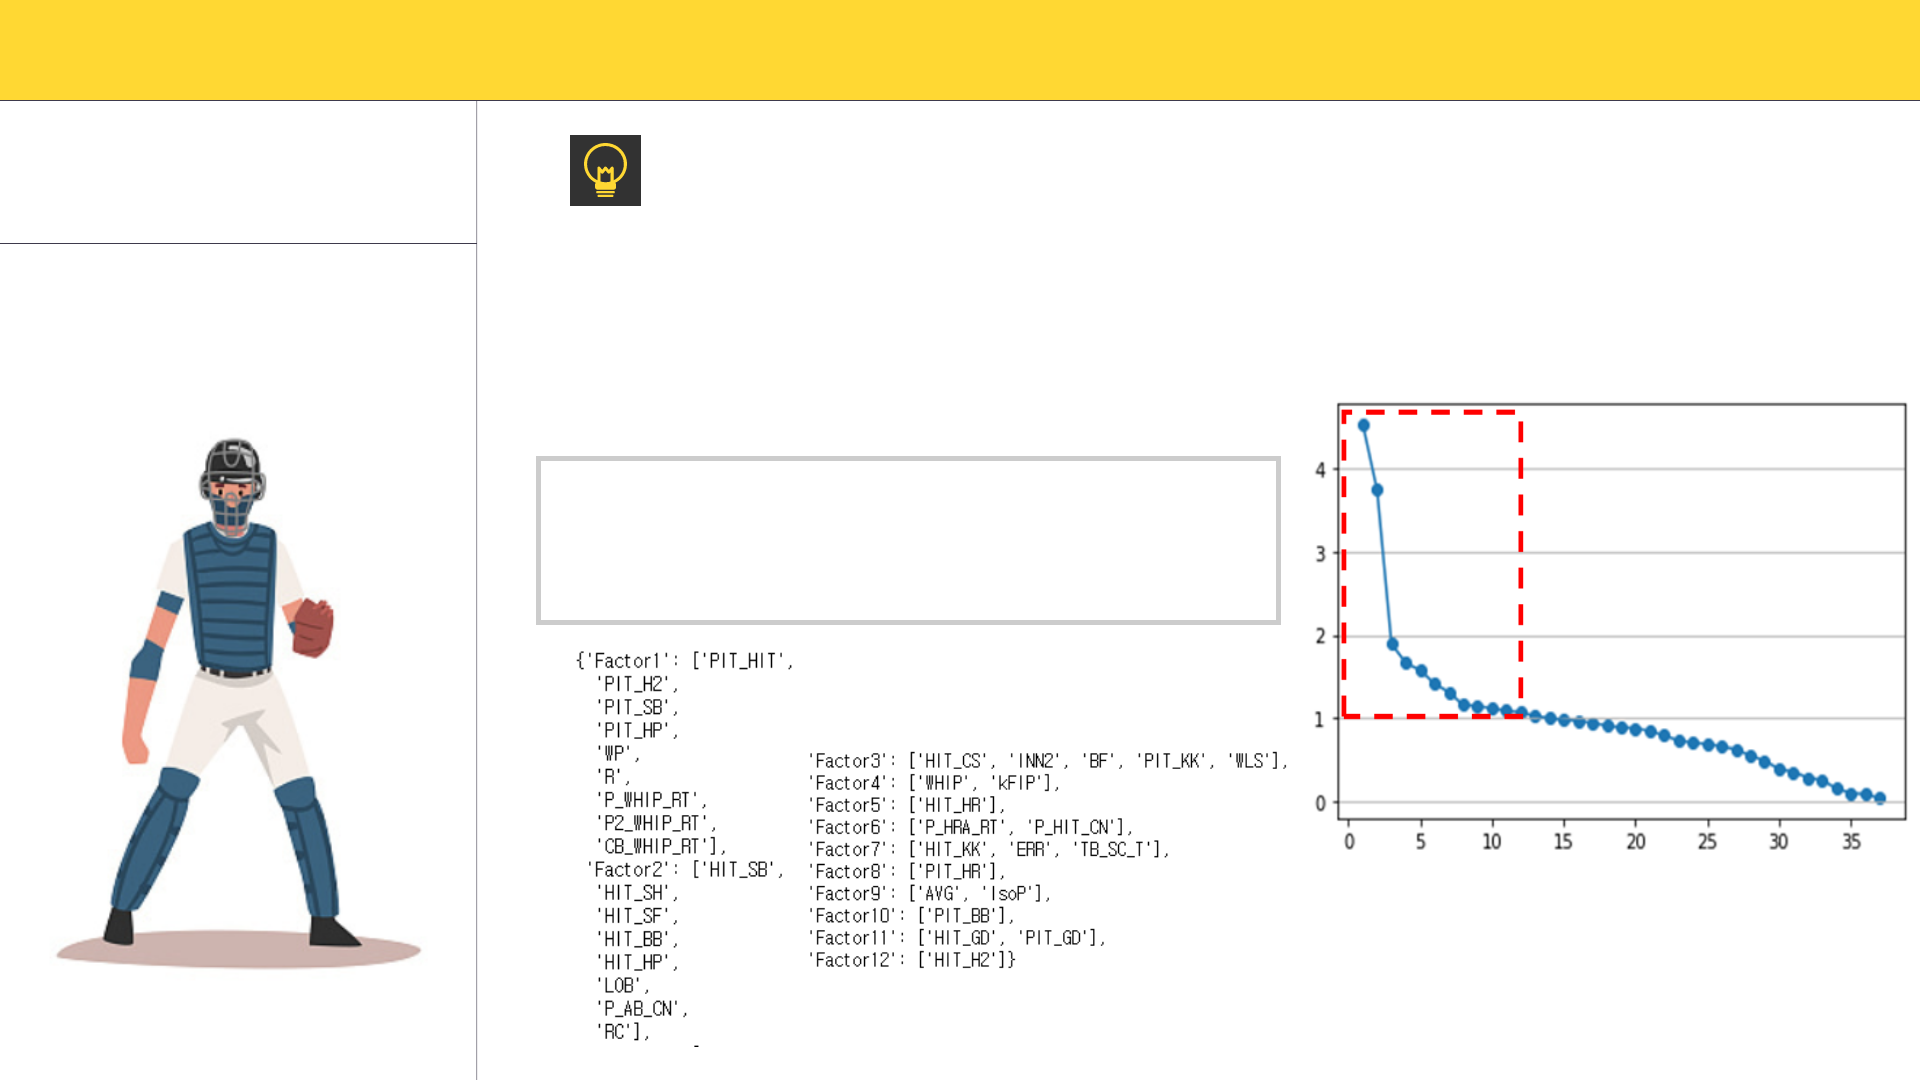 {'Factor1': ['PIT_HIT',
'PIT_H2',
'PIT_SB',
'PIT_HP',
'WP',
'R',
'P_WHIP_RT',
'P2_WHIP_RT',
'CB_WHIP_RT'],
'Factor2': ['HIT_SB',
'HIT_SH',
'HIT_SF',
'HIT_BB',
'HIT_HP',
'LOB',
'P_AB_CN',
'RC'],
'Factor3': ['HIT_CS', 'INN2', 'BF', 'PIT_KK', 'WLS'],
'Factor4': ['WHIP', 'kFIP'],
'Factor5': ['HIT_HR'],
'Factor6': ['P_HRA_RT', 'P_HIT_CN'],
'Factor7': ['HIT_KK', 'ERR', 'TB_SC_T'],
'Factor8': ['PIT_HR'],
'Factor9': ['AVG', 'IsoP'],
'Factor10': ['PIT_BB'],
'Factor11': ['HIT_GD', 'PIT_GD'],
'Factor12': ['HIT_H2']}
4
3
2
1
0
0 5 10 15 20 25 30 35